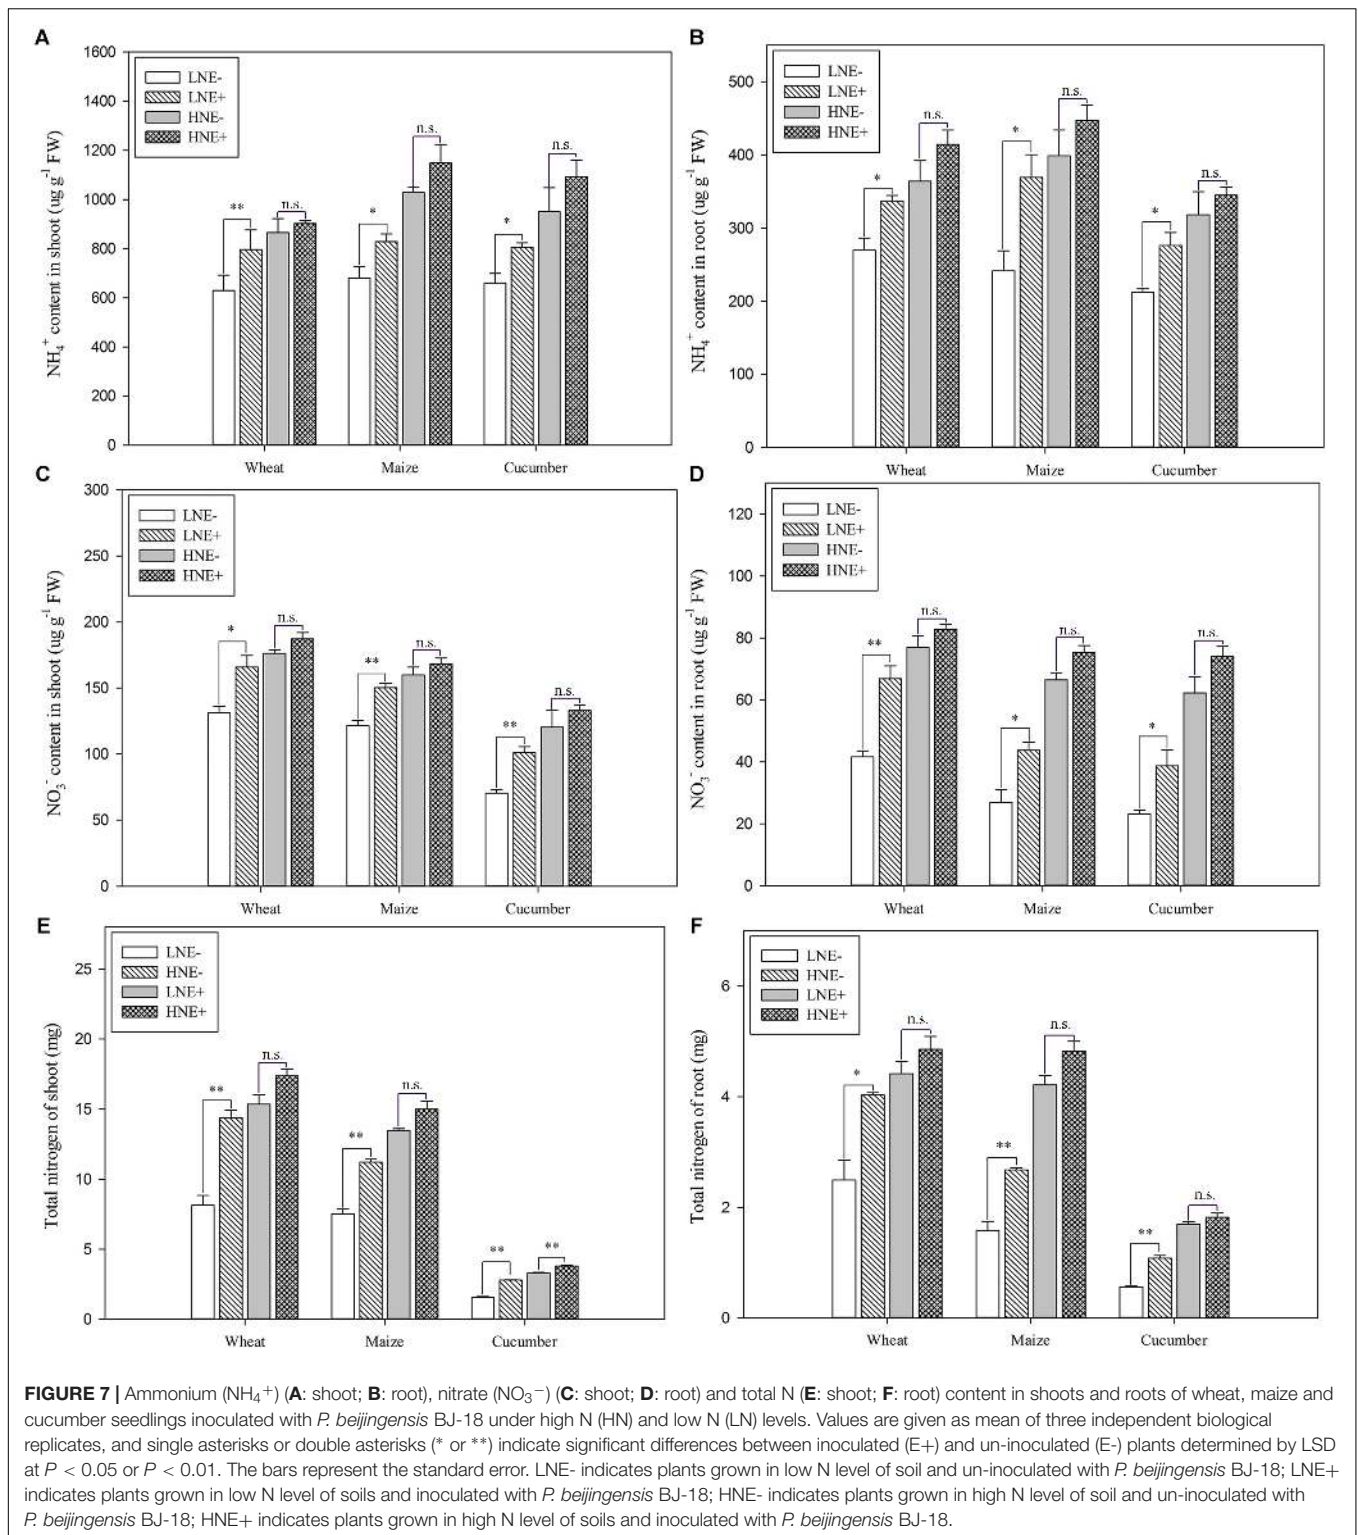 A
1600
1400
1200
1000
800
600
400
200
0
NH₄⁺ content in shoot (ug g⁻¹ FW)
LNE-
LNE+
HNE-
HNE+
**
n.s.
*
n.s.
*
n.s.
Wheat
Maize
Cucumber
B
500
400
300
200
100
0
NH₄⁺ content in root (ug g⁻¹ FW)
LNE-
LNE+
HNE-
HNE+
*
n.s.
*
n.s.
*
n.s.
Wheat
Maize
Cucumber
C
300
250
200
150
100
50
0
NO₃⁻ content in shoot (ug g⁻¹ FW)
LNE-
LNE+
HNE-
HNE+
*
n.s.
**
n.s.
**
n.s.
Wheat
Maize
Cucumber
D
120
100
80
60
40
20
0
NO₃⁻ content in root (ug g⁻¹ FW)
LNE-
LNE+
HNE-
HNE+
**
n.s.
*
n.s.
*
n.s.
Wheat
Maize
Cucumber
E
25
20
15
10
5
0
Total nitrogen of shoot (mg)
LNE-
HNE-
LNE+
HNE+
**
n.s.
**
n.s.
**
**
Wheat
Maize
Cucumber
F
6
4
2
0
Total nitrogen of root (mg)
LNE-
HNE-
LNE+
HNE+
*
n.s.
**
n.s.
**
n.s.
Wheat
Maize
Cucumber
FIGURE 7 | Ammonium (NH₄⁺) (A: shoot; B: root), nitrate (NO₃⁻) (C: shoot; D: root) and total N (E: shoot; F: root) content in shoots and roots of wheat, maize and
cucumber seedlings inoculated with P. beijingensis BJ-18 under high N (HN) and low N (LN) levels. Values are given as mean of three independent biological
replicates, and single asterisks or double asterisks (* or **) indicate significant differences between inoculated (E+) and un-inoculated (E-) plants determined by LSD
at P < 0.05 or P < 0.01. The bars represent the standard error. LNE- indicates plants grown in low N level of soil and un-inoculated with P. beijingensis BJ-18; LNE+
indicates plants grown in low N level of soils and inoculated with P. beijingensis BJ-18; HNE- indicates plants grown in high N level of soil and un-inoculated with
P. beijingensis BJ-18; HNE+ indicates plants grown in high N level of soils and inoculated with P. beijingensis BJ-18.